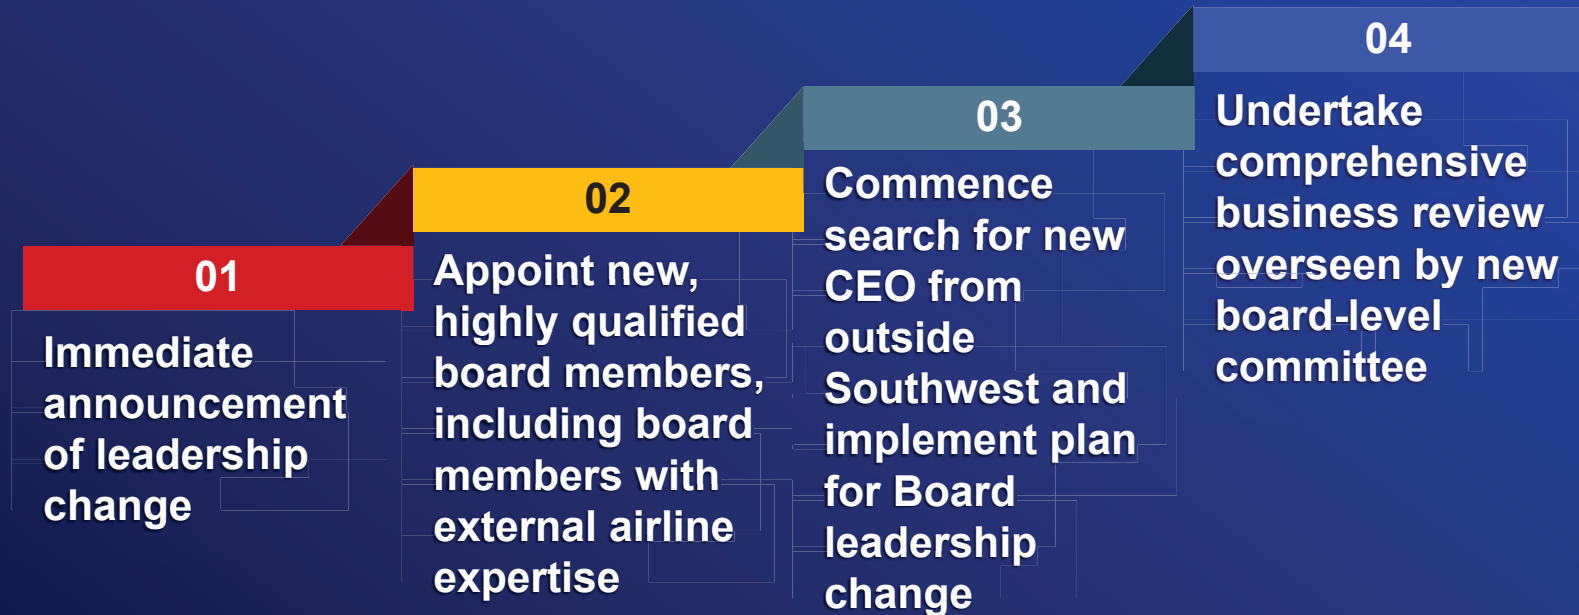 01
Immediate
announcement
of leadership
change
02
Appoint new,
highly qualified
board members,
including board
members with
external airline
expertise
03
Commence
search for new
CEO from
outside
Southwest and
implement plan
for Board
leadership
change
04
Undertake
comprehensive
business review
overseen by new
board-level
committee